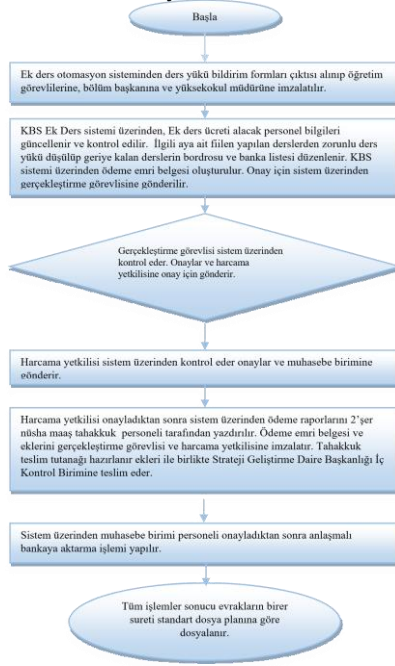 Başla
Ek ders otomasyon sisteminden ders yükü bildirim formları çıktısı alınıp öğretim
görevlilerine, bölüm başkanına ve yüksekokul müdürüne imzalatılır.
KBS Ek Ders sistemi üzerinden, Ek ders ücreti alacak personel bilgileri
güncellenir ve kontrol edilir. İlgili aya ait fiilen yapılan derslerden zorunlu ders
yükü düşülüp geriye kalan derslerin bordrosu ve banka listesi düzenlenir. KBS
sistemi üzerinden ödeme emri belgesi oluşturulur. Onay için sistem üzerinden
gerçekleştirme görevlisine gönderilir.
Gerçekleştirme görevlisi sistem üzerinden
kontrol eder. Onaylar ve harcama
yetkilisine onay için gönderir.
Harcama yetkilisi sistem üzerinden kontrol eder onaylar ve muhasebe birimine
gönderir.
Harcama yetkilisi onayladıktan sonra sistem üzerinden ödeme raporlarını 2'şer
nüsha maaş tahakkuk personeli tarafından yazdırılır. Ödeme emri belgesi ve
eklerini gerçekleştirme görevlisi ve harcama yetkilisine imzalatır. Tahakkuk
teslim tutanağı hazırlanır ekleri ile birlikte Strateji Geliştirme Daire Başkanlığı İç
Kontrol Birimine teslim eder.
Sistem üzerinden muhasebe birimi personeli onayladıktan sonra anlaşmalı
bankaya aktarma işlemi yapılır.
Tüm işlemler sonucu evrakların birer
sureti standart dosya planına göre
dosyalanır.